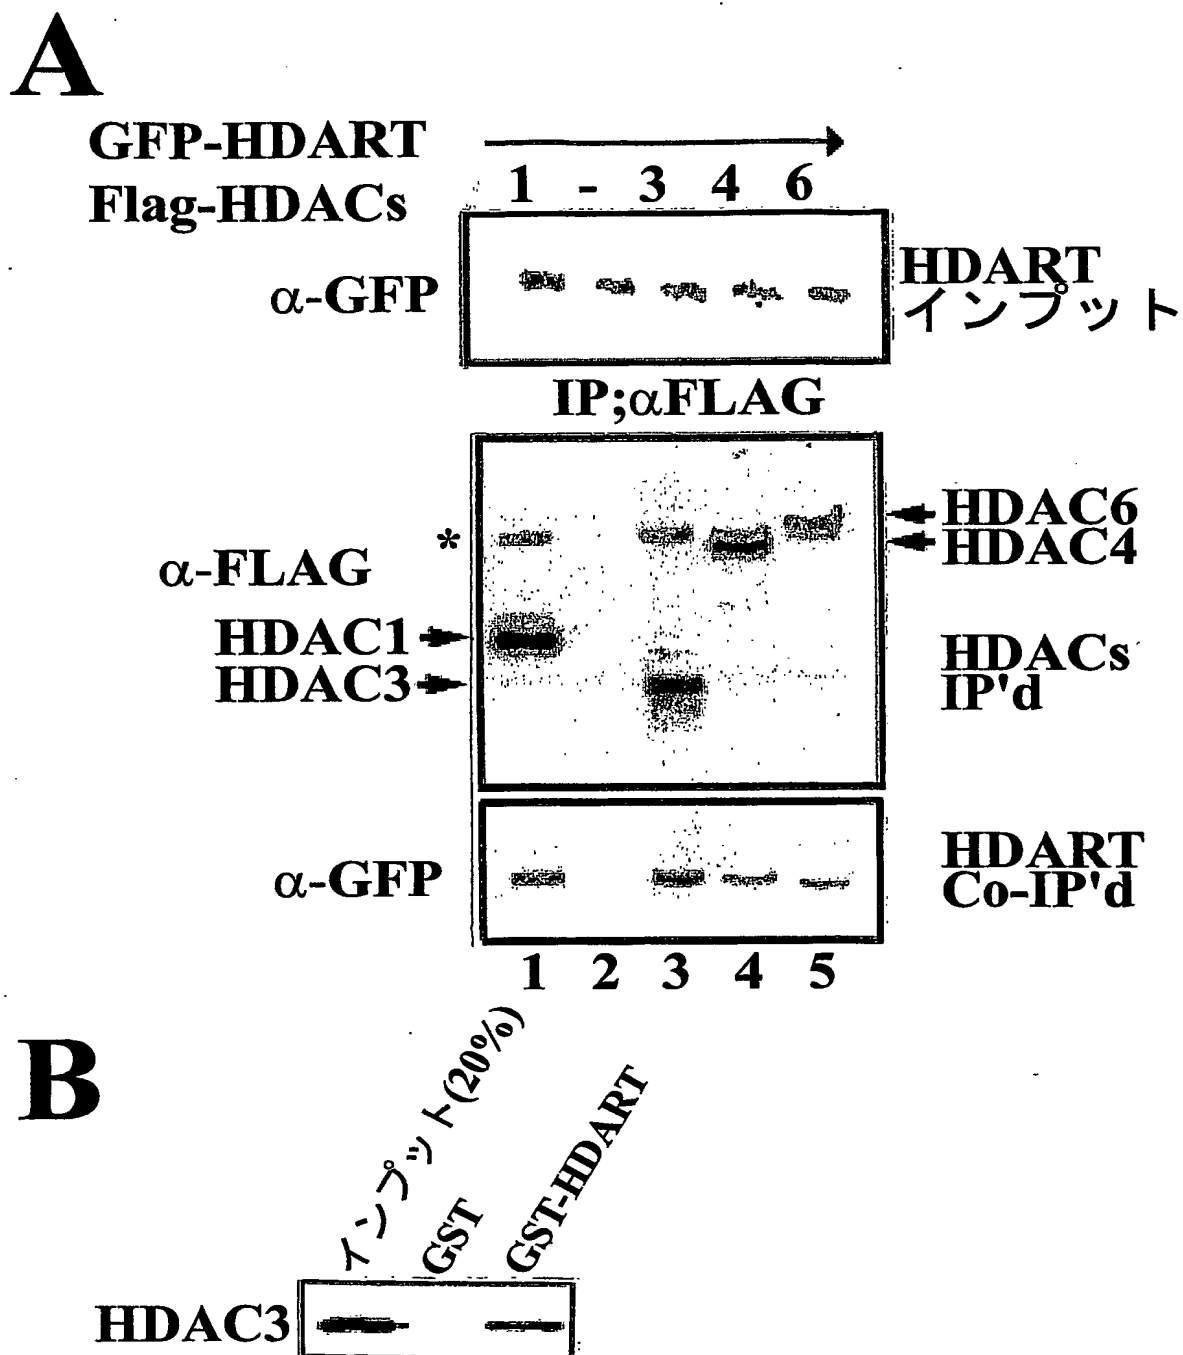 A
GFP-HDART
Flag-HDACs
1 - 3 4 6
α-GFP
HDART
インプット
IP;αFLAG
*
α-FLAG
HDAC1
HDAC3
HDAC6
HDAC4
HDACs
IP'd
α-GFP
HDART
Co-IP'd
1 2 3 4 5
B
インプット(20%)
GST
GST-HDART
HDAC3